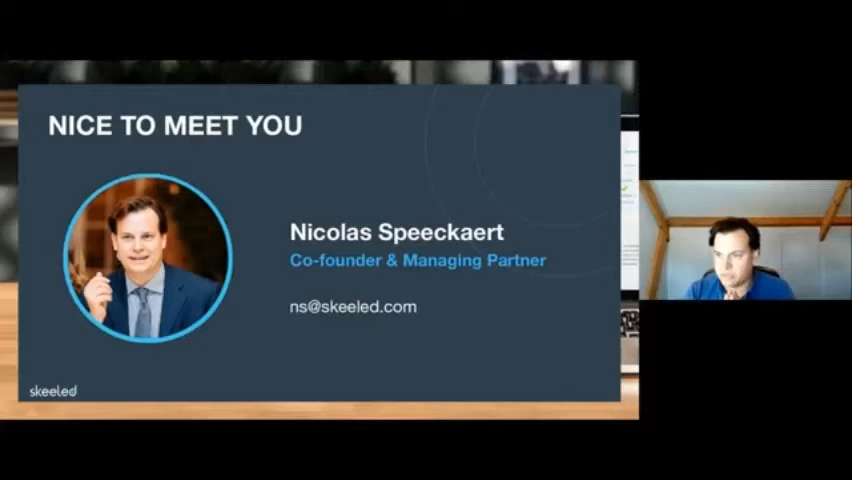 NICE TO MEET YOU
Nicolas Speeckaert
Co-founder & Managing Partner
ns@skeeled.com
skeeled